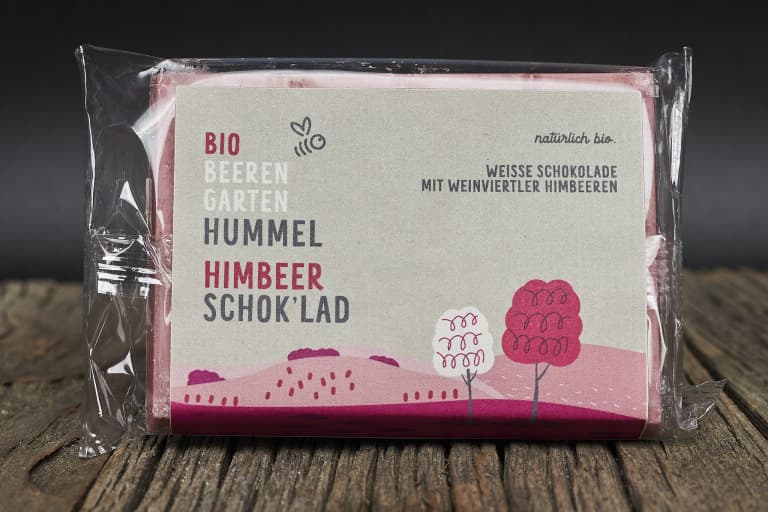 BIO
BEEREN
GARTEN
HUMMEL
HIMBEER
SCHOK'LAD
natürlich bio.
WEISSE SCHOKOLADE
MIT WEINVIERTLER HIMBEEREN